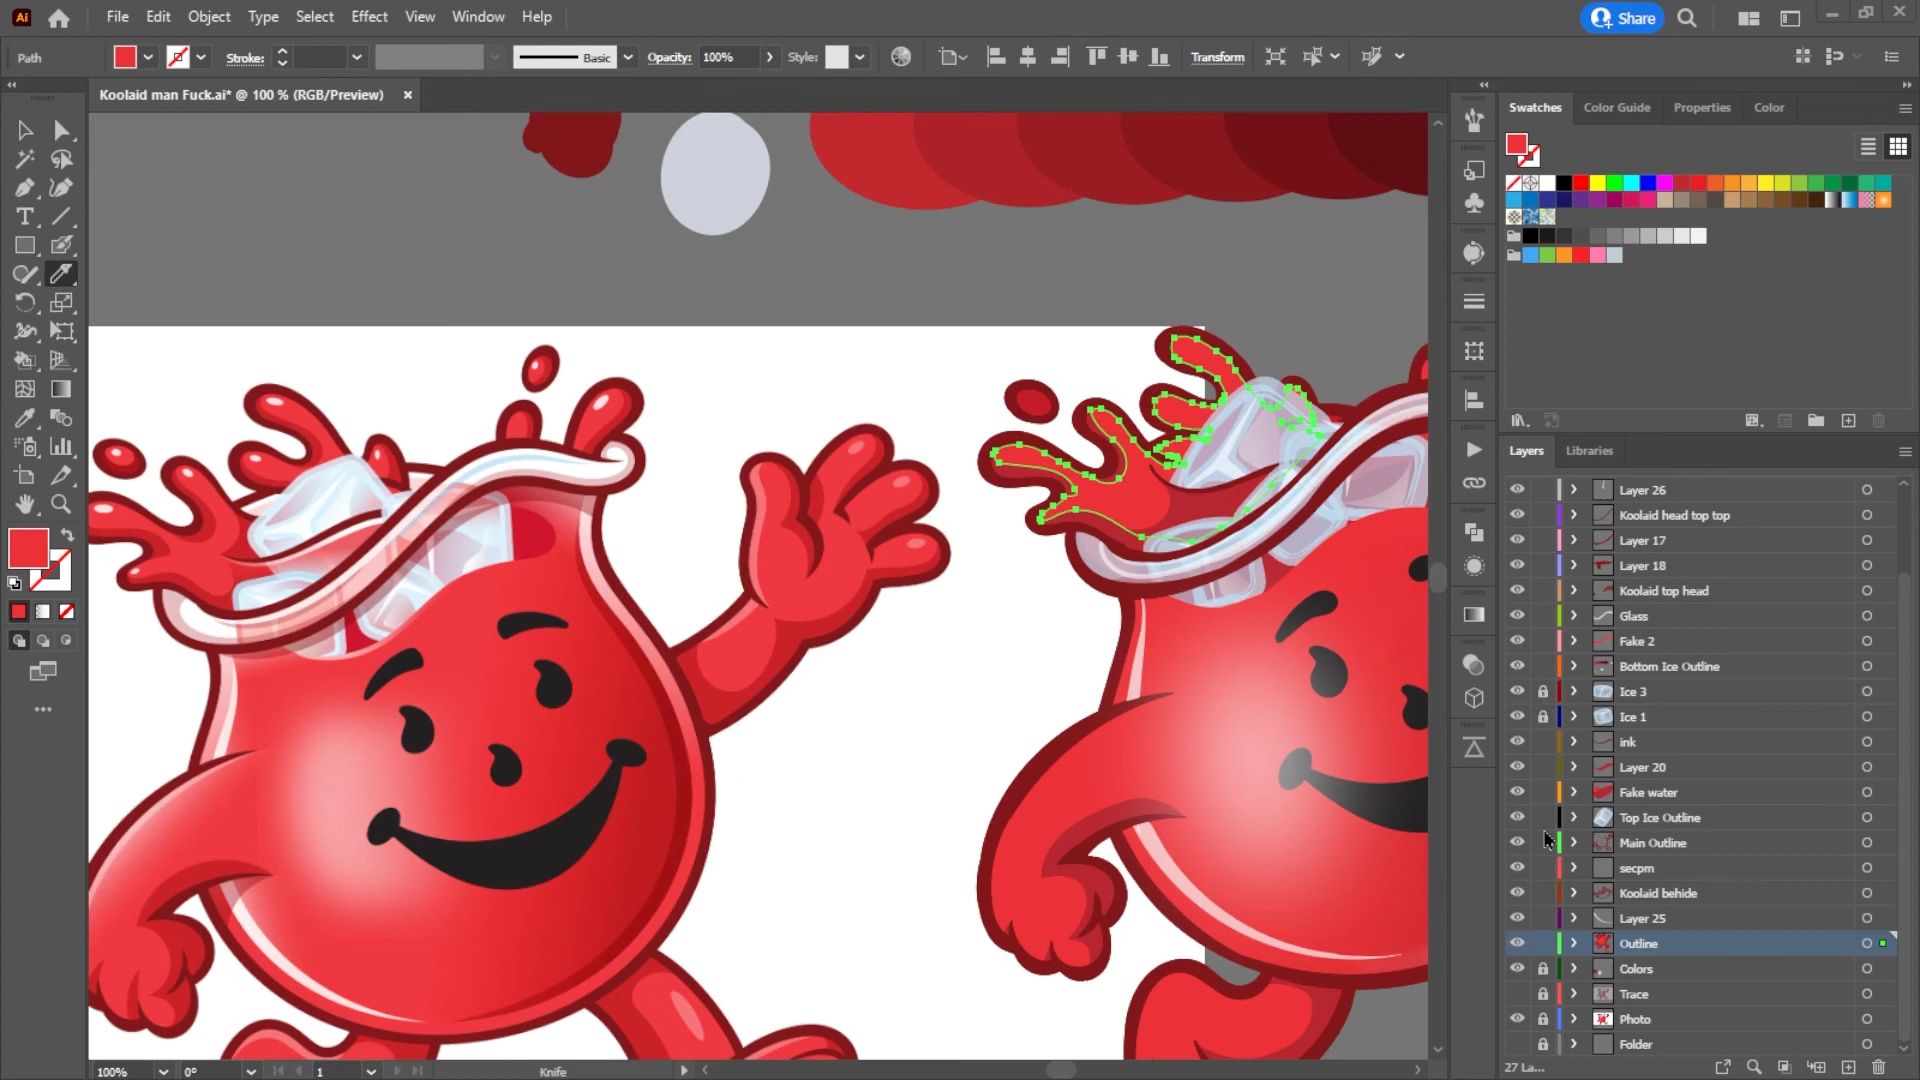 Ai File Edit Object Type Select Effect View Window Help Share
Path Stroke: Basic Opacity: 100% Style: Transform
Koolaid man Fuck.ai* @ 100 % (RGB/Preview)
Swatches Color Guide Properties Color
Layers Libraries
Layer 26
Koolaid head top top
Layer 17
Layer 18
Koolaid top head
Glass
Fake 2
Bottom Ice Outline
Ice 3
Ice 1
ink
Layer 20
Fake water
Top Ice Outline
Main Outline
secpm
Koolaid behide
Layer 25
Outline
Colors
Trace
Photo
Folder
27 La...
100% 0° 1 Knife